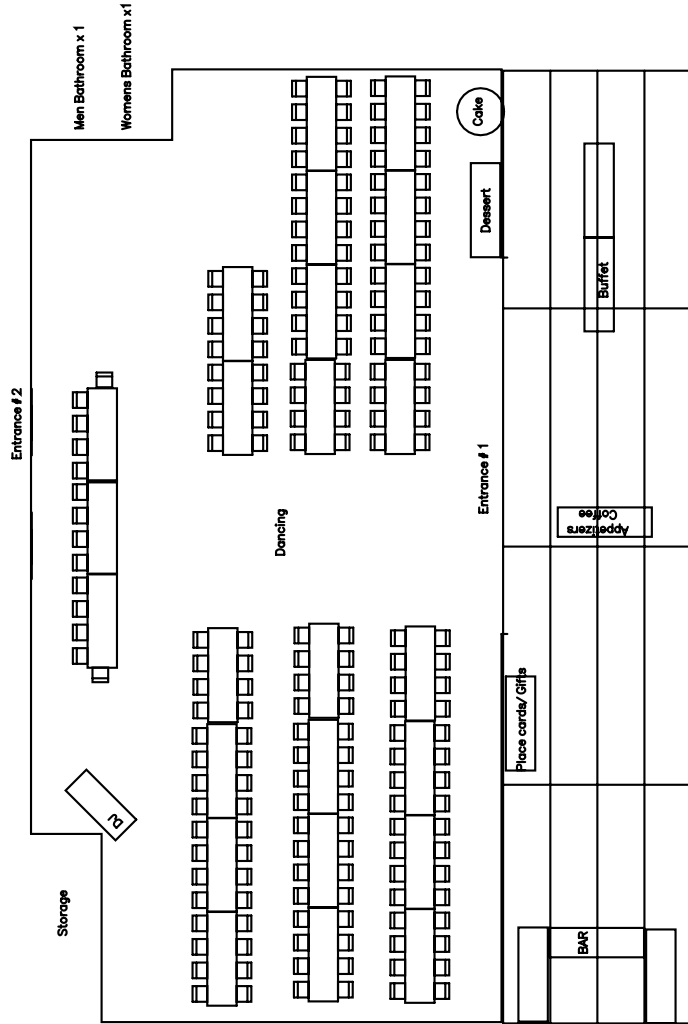 Men Bathroom x 1
Womens Bathroom x1
Cake
Dessert
Buffet
Entrance # 2
Entrance # 1
Dancing
Appetizers
Coffee
Place cards/ Gifts
DJ
Storage
BAR